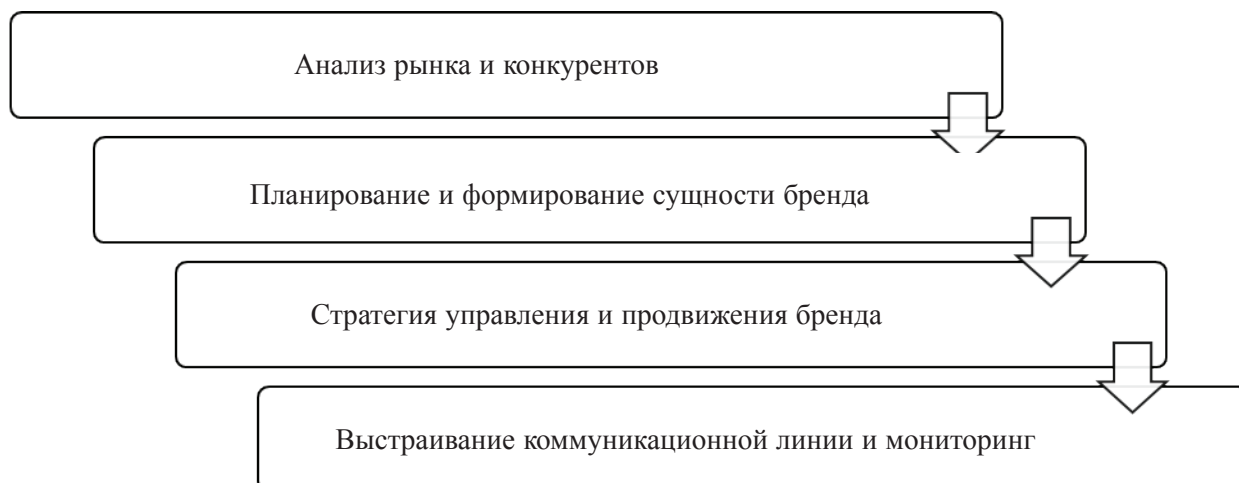 Анализ рынка и конкурентов
Планирование и формирование сущности бренда
Стратегия управления и продвижения бренда
Выстраивание коммуникационной линии и мониторинг